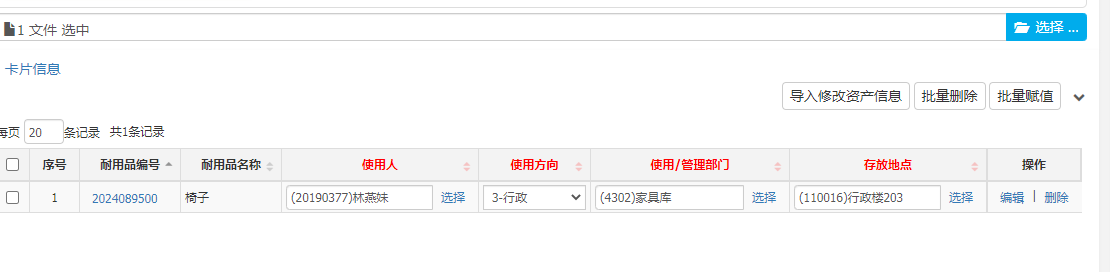 1 文件 选中 选择 ...
卡片信息
导入修改资产信息 批量删除 批量赋值
每页 20 条记录 共1条记录
序号 耐用品编号 耐用品名称 使用人 使用方向 使用/管理部门 存放地点 操作
1 2024089500 椅子 (20190377)林燕妹 选择 3-行政 (4302)家具库 选择 (110016)行政楼203 选择 编辑 | 删除